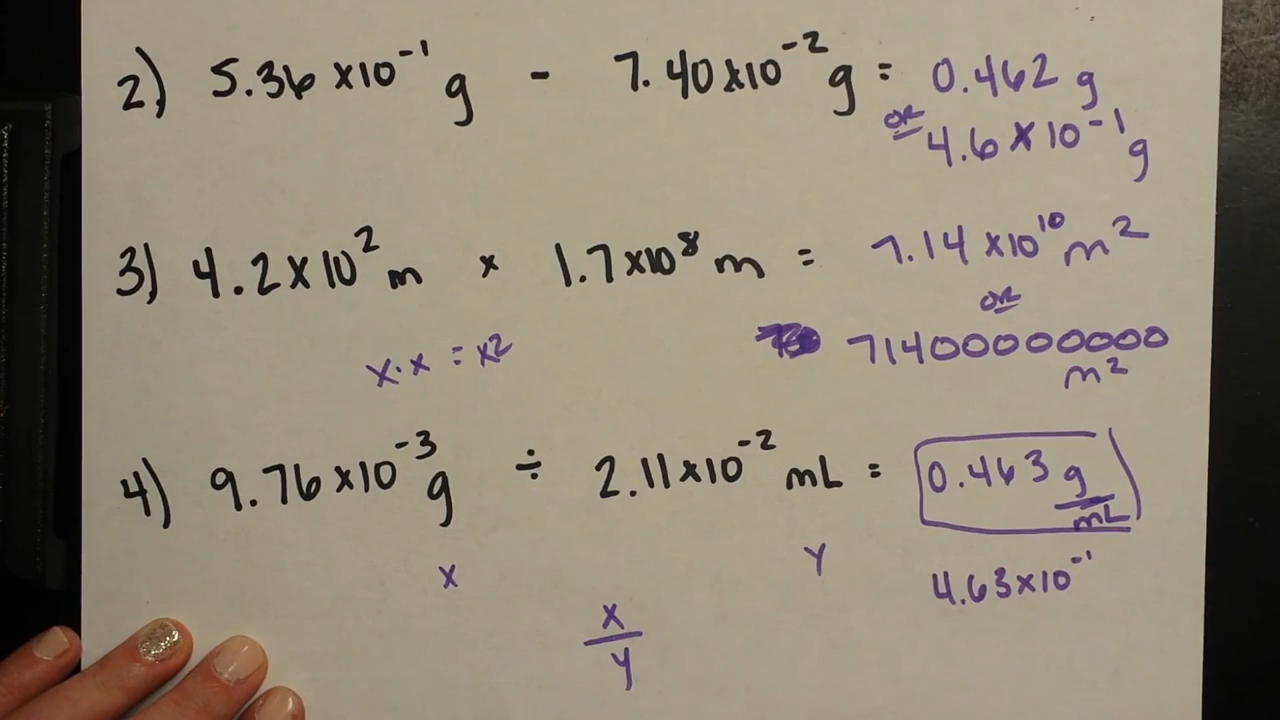 2) 5.36 x10⁻¹ g - 7.40 x10⁻² g = 0.462 g
OR 4.6 x 10⁻¹ g
3) 4.2 x 10² m x 1.7 x10⁸ m = 7.14 x10¹⁰ m²
OR
x·x = x² 71400000000
m²
4) 9.76 x10⁻³ g ÷ 2.11 x10⁻² mL = 0.463 g/mL
x y 4.63 x10⁻¹
x/y